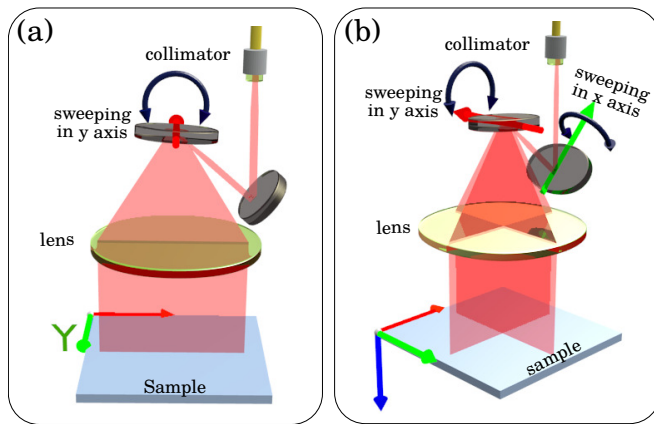 (a)
collimator
sweeping
in y axis
lens
Y
Sample
(b)
collimator
sweeping
in x axis
sweeping
in y axis
lens
sample